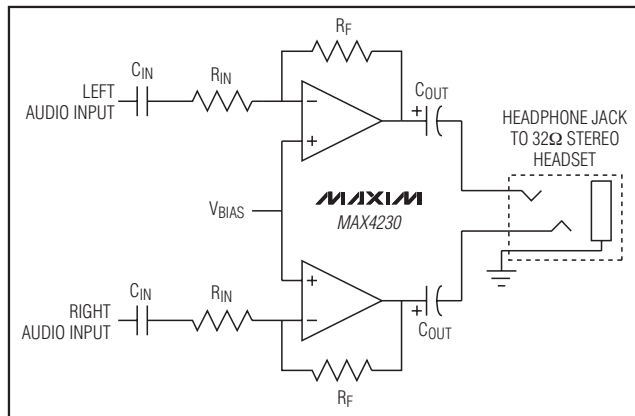 RF
CIN
RIN
LEFT
AUDIO INPUT
−
+
+
COUT
HEADPHONE JACK
TO 32Ω STEREO
HEADSET
VBIAS
MAXIM
MAX4230
CIN
RIN
RIGHT
AUDIO INPUT
+
−
+
COUT
RF